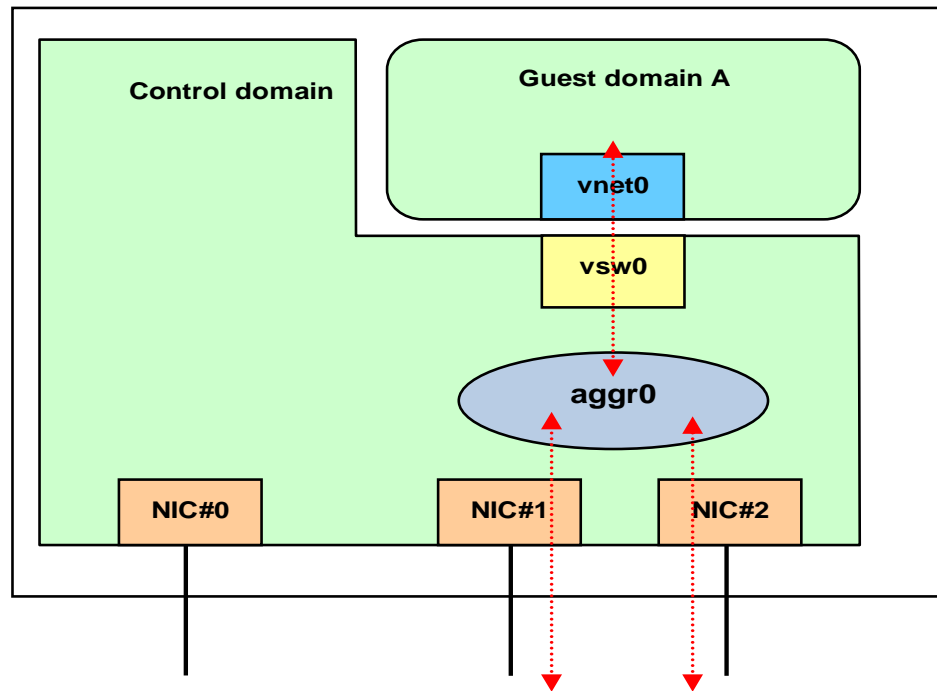 Control domain
Guest domain A
vnet0
vsw0
aggr0
NIC#0
NIC#1
NIC#2